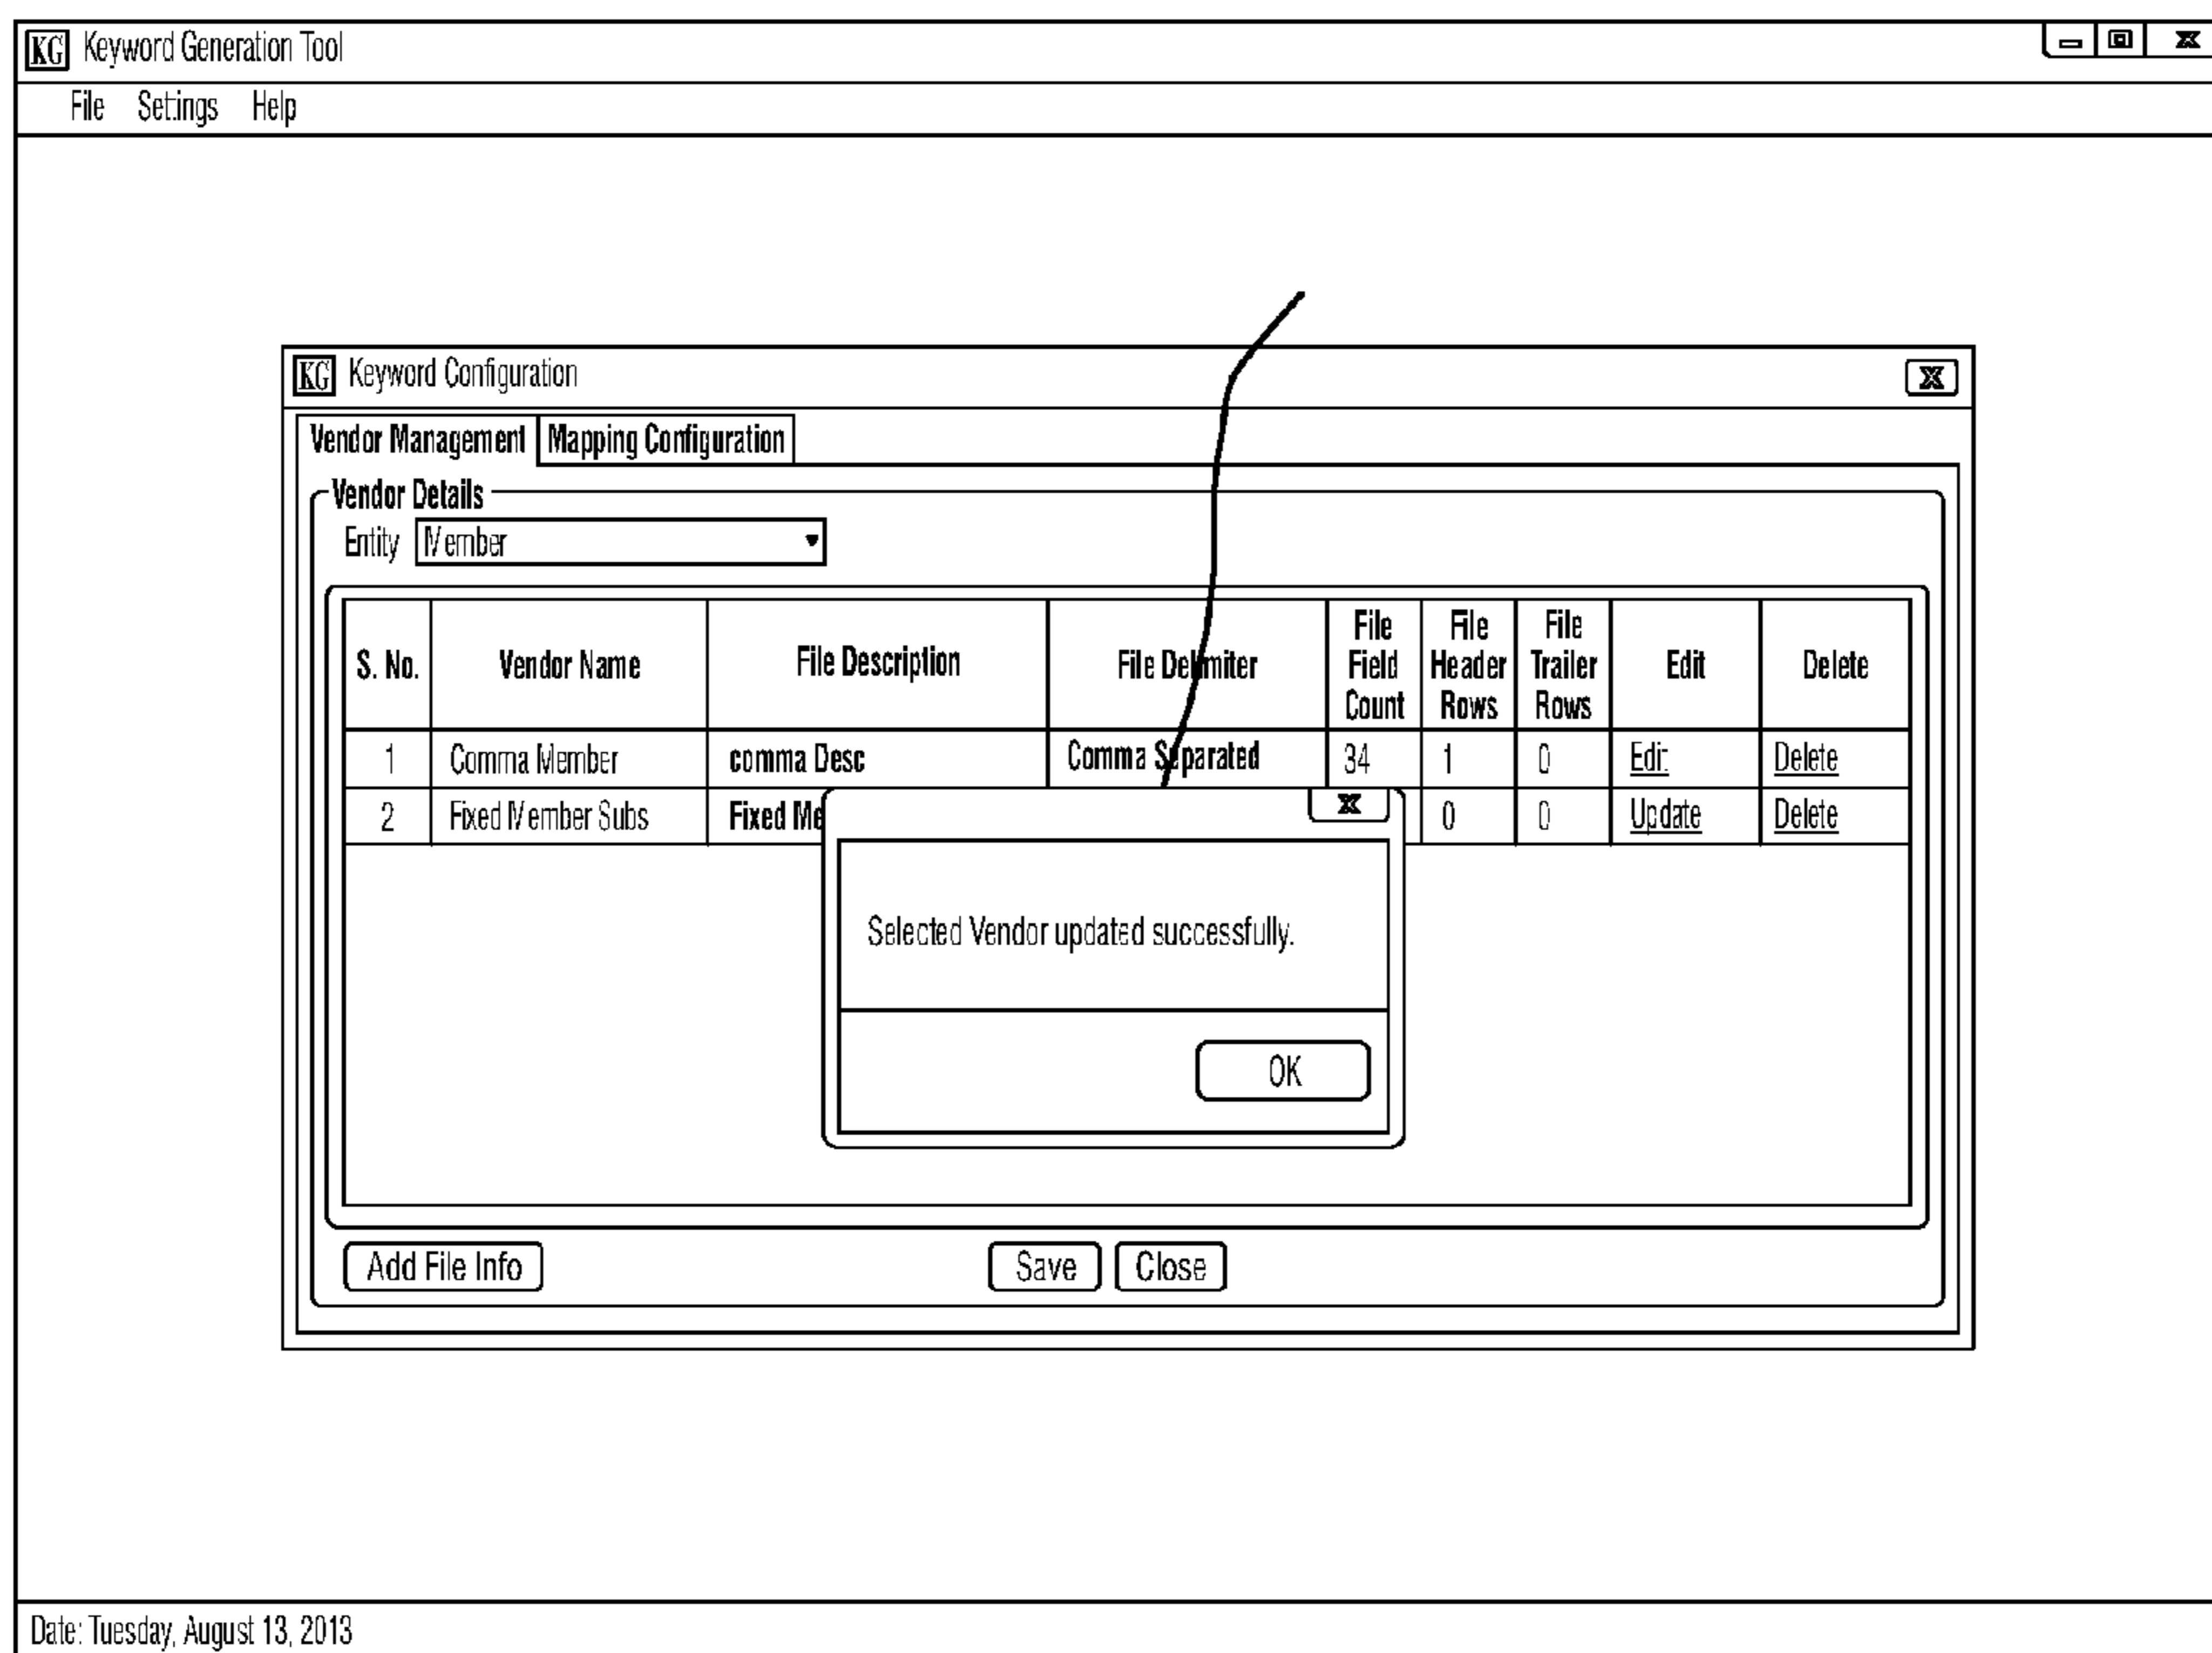 KG Keyword Generation Tool
File Settings Help
KG Keyword Configuration X
Vendor Management Mapping Configuration
Vendor Details
Entity Member
S. No. Vendor Name File Description File Delimiter File Field Count File Header Rows File Trailer Rows Edit Delete
1 Comma Member comma Desc Comma Separated 34 1 0 Edit Delete
2 Fixed Member Subs Fixed Me 0 0 Update Delete
X
Selected Vendor updated successfully.
OK
Add File Info Save Close
Date: Tuesday, August 13, 2013